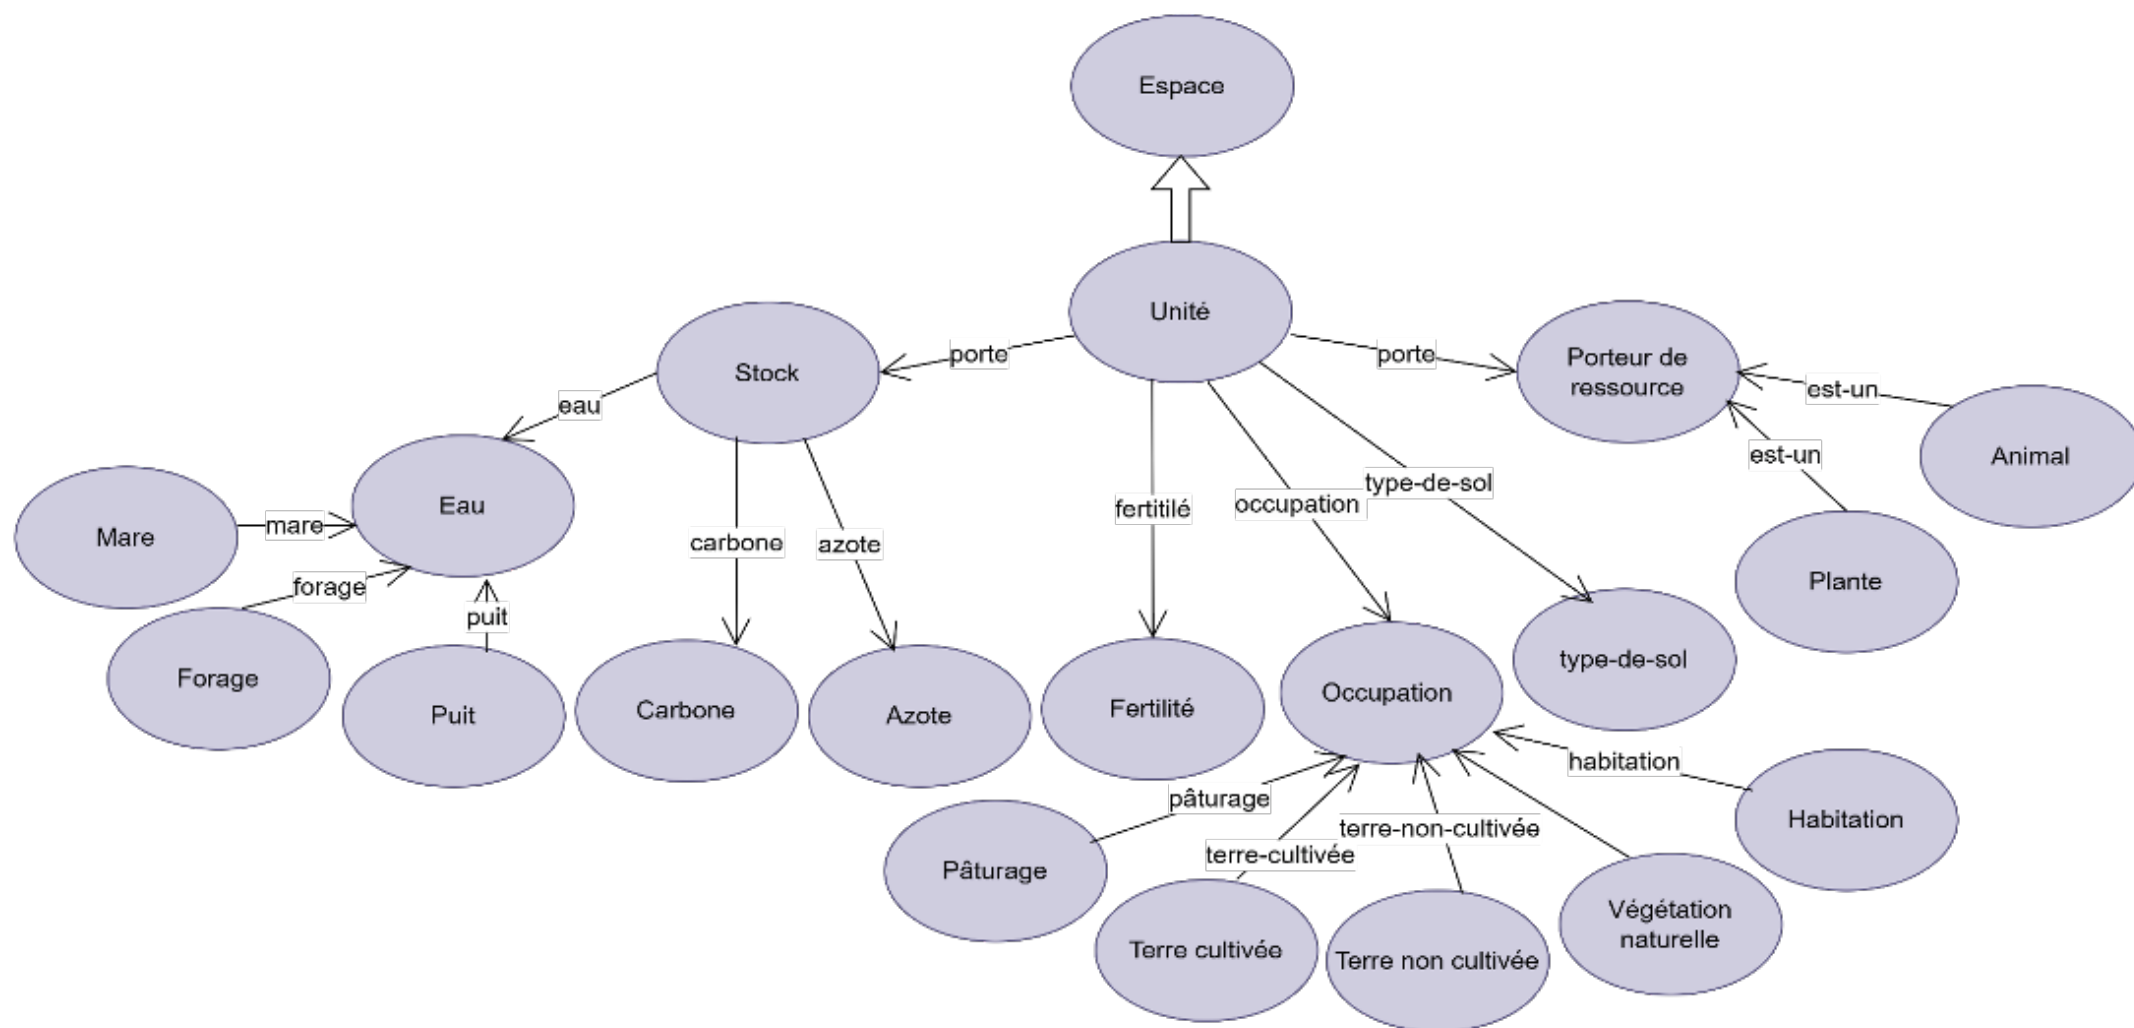 Espace
Unité
Stock
porte
porte
Porteur de
ressource
est-un
Animal
eau
est-un
Eau
Mare
mare
type-de-sol
occupation
fertitilé
carbone
azote
forage
Plante
puit
Forage
Puit
Carbone
Azote
Fertilité
Occupation
type-de-sol
habitation
pâturage
Habitation
terre-non-cultivée
terre-cultivée
Pâturage
Terre cultivée
Terre non cultivée
Végétation
naturelle